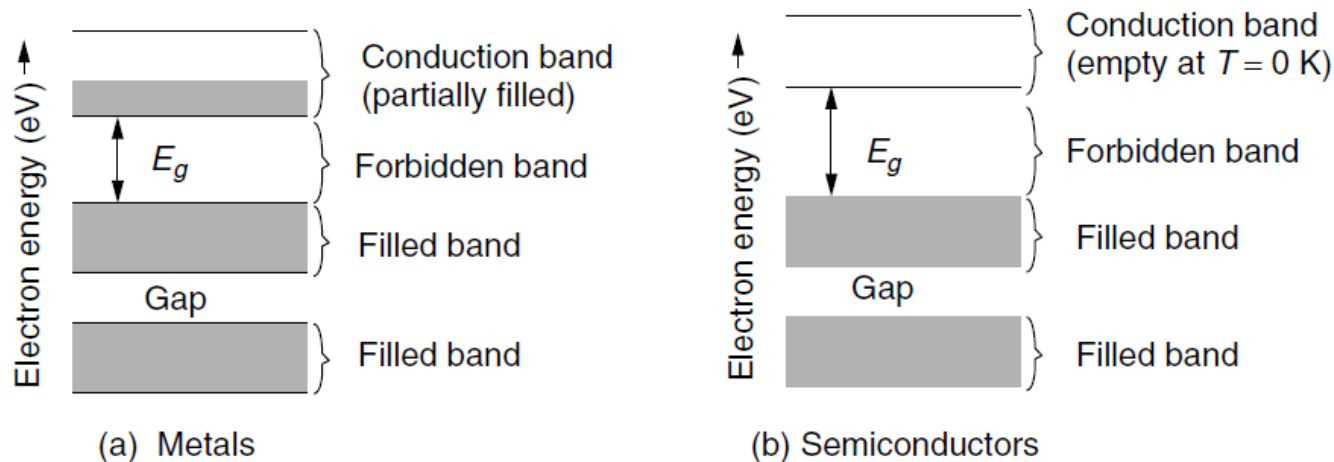 Electron energy (eV)
Conduction band
(partially filled)
E_g
Forbidden band
Filled band
Gap
Filled band
(a) Metals
Electron energy (eV)
Conduction band
(empty at T = 0 K)
E_g
Forbidden band
Filled band
Gap
Filled band
(b) Semiconductors